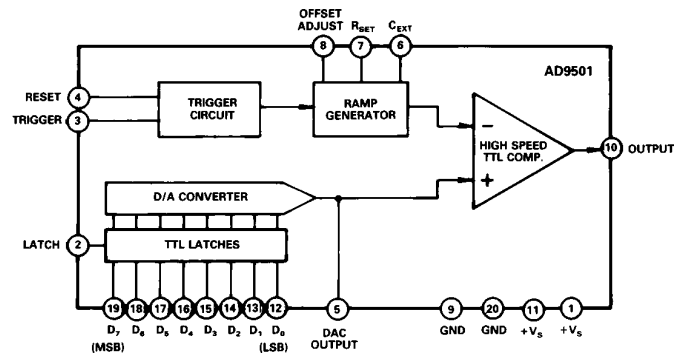 OFFSET ADJUST
R_SET
C_EXT
8
7
6
AD9501
RESET
4
TRIGGER
3
TRIGGER CIRCUIT
RAMP GENERATOR
−
HIGH SPEED TTL COMP.
+
10
OUTPUT
D/A CONVERTER
LATCH
2
TTL LATCHES
19
18
17
16
15
14
13
12
5
9
20
11
1
D₇
D₆
D₅
D₄
D₃
D₂
D₁
D₀
(MSB)
(LSB)
DAC OUTPUT
GND
GND
+V_S
+V_S